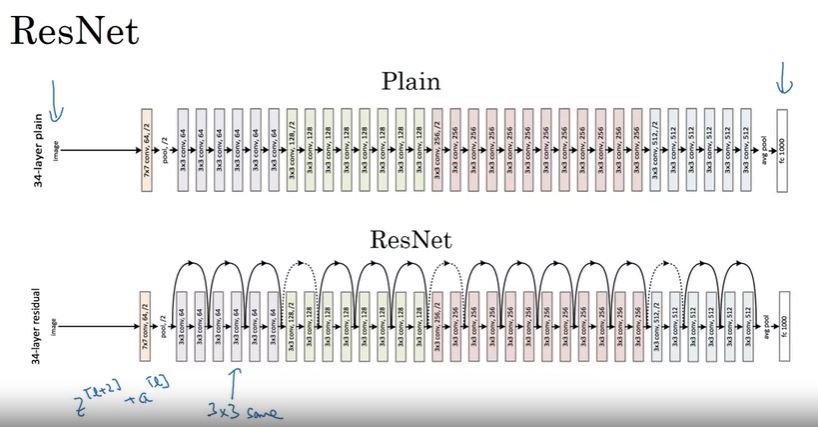 ResNet
Plain
34-layer plain
image
7x7 conv, 64, /2
pool, /2
3x3 conv, 64
3x3 conv, 64
3x3 conv, 64
3x3 conv, 64
3x3 conv, 64
3x3 conv, 64
3x3 conv, 128, /2
3x3 conv, 128
3x3 conv, 128
3x3 conv, 128
3x3 conv, 128
3x3 conv, 128
3x3 conv, 128
3x3 conv, 128
3x3 conv, 256, /2
3x3 conv, 256
3x3 conv, 256
3x3 conv, 256
3x3 conv, 256
3x3 conv, 256
3x3 conv, 256
3x3 conv, 256
3x3 conv, 256
3x3 conv, 256
3x3 conv, 256
3x3 conv, 256
3x3 conv, 512, /2
3x3 conv, 512
3x3 conv, 512
3x3 conv, 512
3x3 conv, 512
3x3 conv, 512
avg pool
fc 1000
ResNet
34-layer residual
image
7x7 conv, 64, /2
pool, /2
3x3 conv, 64
3x3 conv, 64
3x3 conv, 64
3x3 conv, 64
3x3 conv, 64
3x3 conv, 64
3x3 conv, 128, /2
3x3 conv, 128
3x3 conv, 128
3x3 conv, 128
3x3 conv, 128
3x3 conv, 128
3x3 conv, 128
3x3 conv, 128
3x3 conv, 256, /2
3x3 conv, 256
3x3 conv, 256
3x3 conv, 256
3x3 conv, 256
3x3 conv, 256
3x3 conv, 256
3x3 conv, 256
3x3 conv, 256
3x3 conv, 256
3x3 conv, 256
3x3 conv, 256
3x3 conv, 512, /2
3x3 conv, 512
3x3 conv, 512
3x3 conv, 512
3x3 conv, 512
3x3 conv, 512
avg pool
fc 1000
z^[l+2] + a^[l]
3x3 same